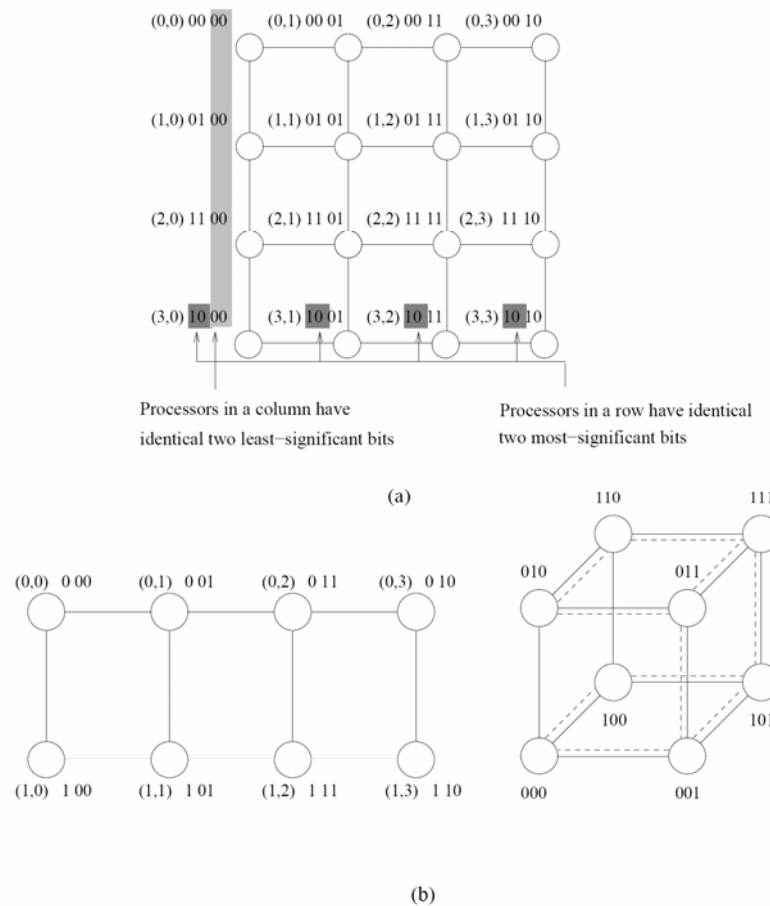 (0,0) 00 00 (0,1) 00 01 (0,2) 00 11 (0,3) 00 10
(1,0) 01 00 (1,1) 01 01 (1,2) 01 11 (1,3) 01 10
(2,0) 11 00 (2,1) 11 01 (2,2) 11 11 (2,3) 11 10
(3,0) 10 00 (3,1) 10 01 (3,2) 10 11 (3,3) 10 10
Processors in a column have
identical two least−significant bits
Processors in a row have identical
two most−significant bits
(a)
110 111
010 011
(0,0) 0 00 (0,1) 0 01 (0,2) 0 11 (0,3) 0 10
100 101
(1,0) 1 00 (1,1) 1 01 (1,2) 1 11 (1,3) 1 10
000 001
(b)